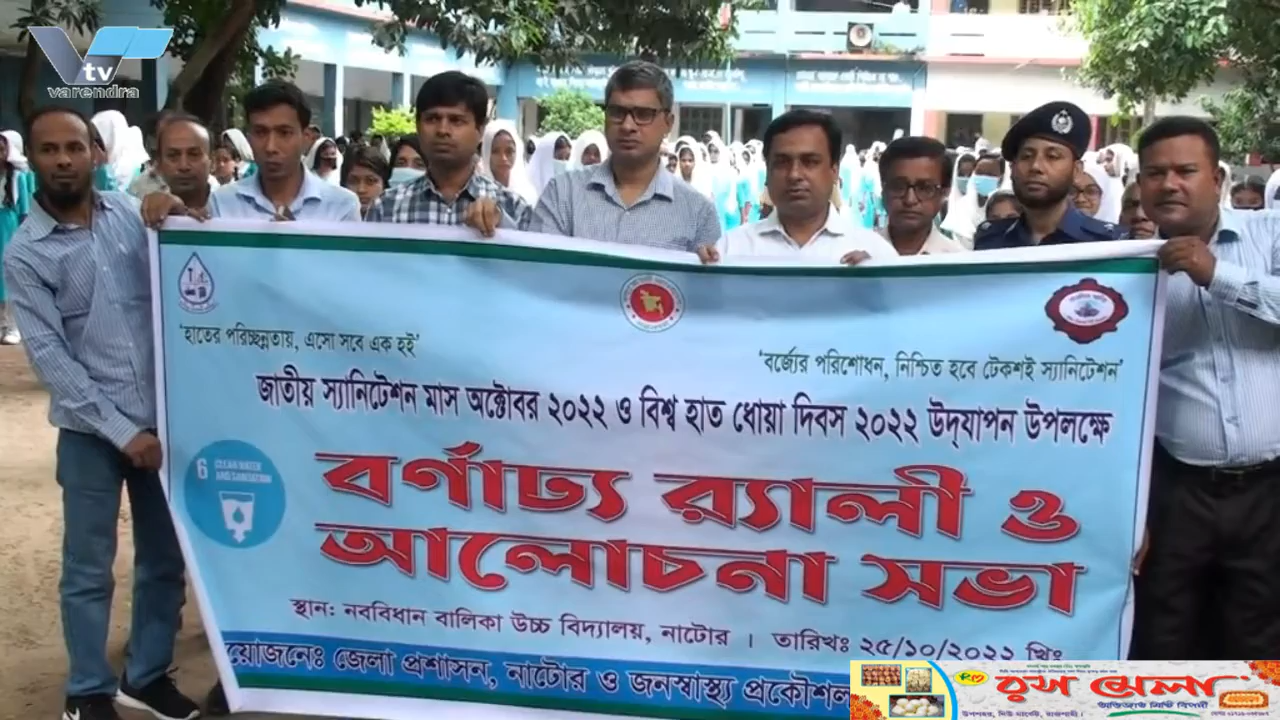 tv
varendra
'হাতের পরিচ্ছন্নতায়, এসো সবে এক হই'
'বর্জ্যের পরিশোধন, নিশ্চিত হবে টেকশই স্যানিটেশন'
জাতীয় স্যানিটেশন মাস অক্টোবর ২০২২ ও বিশ্ব হাত ধোয়া দিবস ২০২২ উদ্‌যাপন উপলক্ষে
6 CLEAN WATER
AND SANITATION
বর্ণাঢ্য র‍্যালী ও
আলোচনা সভা
স্থান: নববিধান বালিকা উচ্চ বিদ্যালয়, নাটোর । তারিখঃ ২৫/১০/২০২২ খ্রিঃ
য়োজনেঃ জেলা প্রশাসন, নাটোর ও জনস্বাস্থ্য প্রকৌশল